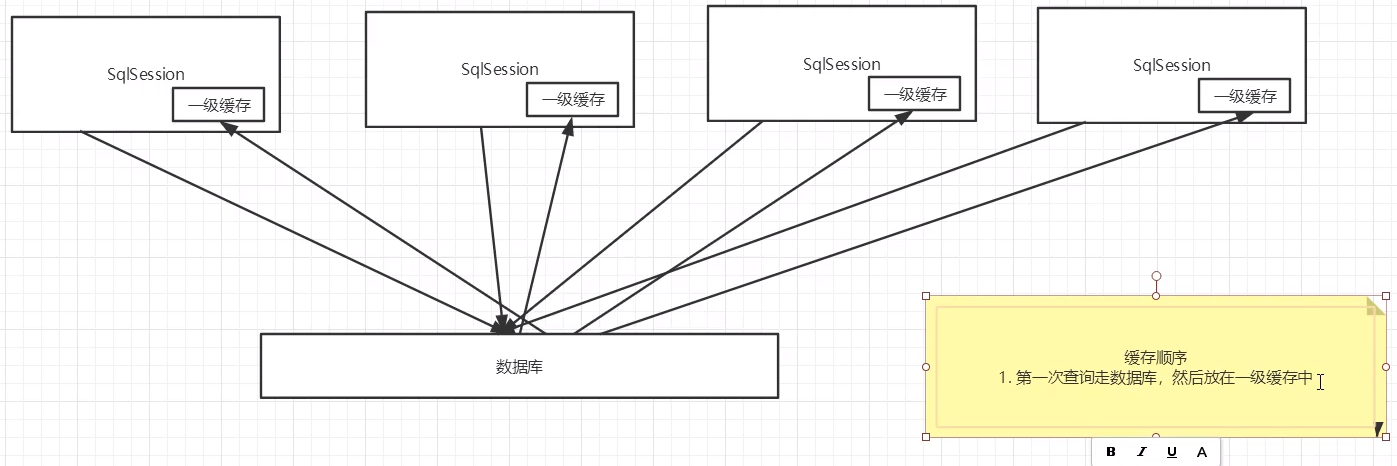 SqlSession
一级缓存
SqlSession
一级缓存
SqlSession
一级缓存
SqlSession
一级缓存
数据库
缓存顺序
1. 第一次查询走数据库，然后放在一级缓存中
B I U A